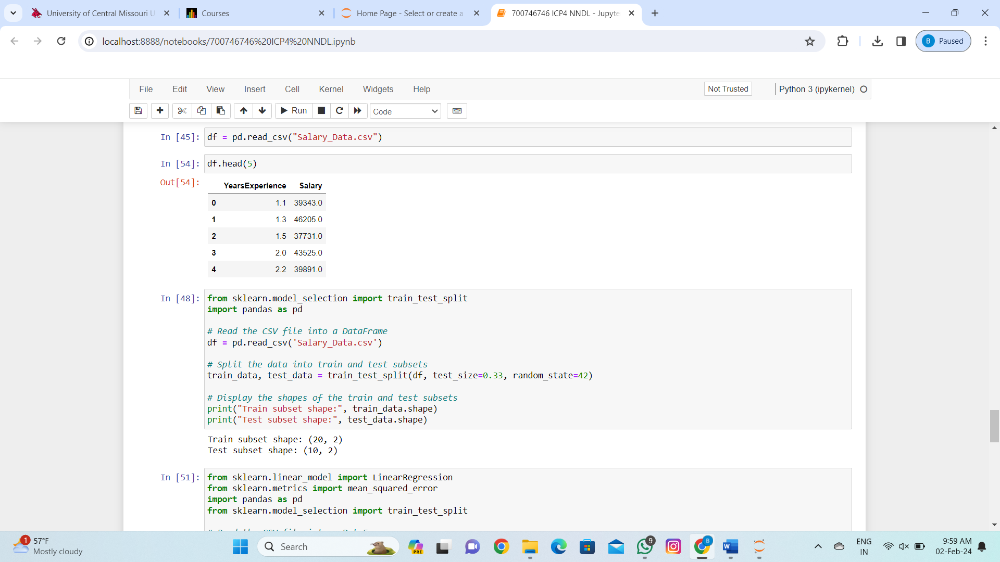 University of Central Missouri U
Courses
Home Page - Select or create a
700746746 ICP4 NNDL - Jupyte
localhost:8888/notebooks/700746746%20ICP4%20NNDL.ipynb
B Paused
File Edit View Insert Cell Kernel Widgets Help
Not Trusted
Python 3 (ipykernel)
Run
Code
In [45]: df = pd.read_csv("Salary_Data.csv")
In [54]: df.head(5)
Out[54]:
YearsExperience Salary
0 1.1 39343.0
1 1.3 46205.0
2 1.5 37731.0
3 2.0 43525.0
4 2.2 39891.0
In [48]: from sklearn.model_selection import train_test_split
import pandas as pd
# Read the CSV file into a DataFrame
df = pd.read_csv('Salary_Data.csv')
# Split the data into train and test subsets
train_data, test_data = train_test_split(df, test_size=0.33, random_state=42)
# Display the shapes of the train and test subsets
print("Train subset shape:", train_data.shape)
print("Test subset shape:", test_data.shape)
Train subset shape: (20, 2)
Test subset shape: (10, 2)
In [51]: from sklearn.linear_model import LinearRegression
from sklearn.metrics import mean_squared_error
import pandas as pd
from sklearn.model_selection import train_test_split
1
57°F
Mostly cloudy
Search
PRE
9
B
W
ENG
IN
9:59 AM
02-Feb-24